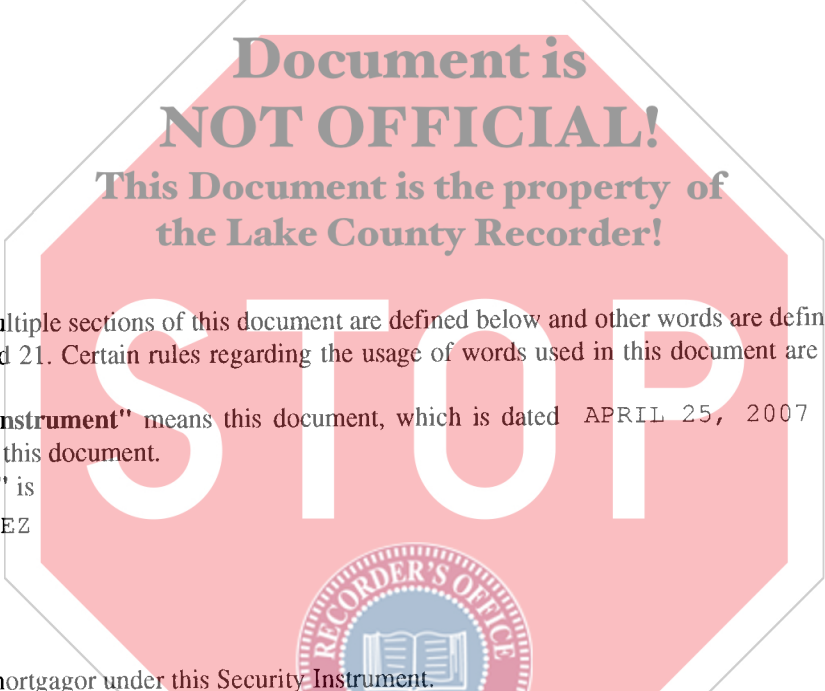 Document is
NOT OFFICIAL!
This Document is the property of
the Lake County Recorder!
STOP
ultiple sections of this document are defined below and other words are defin
d 21. Certain rules regarding the usage of words used in this document are
nstrument" means this document, which is dated APRIL 25, 2007
this document.
" is
EZ
RECORDER'S OFFICE
ortgagor under this Security Instrument.